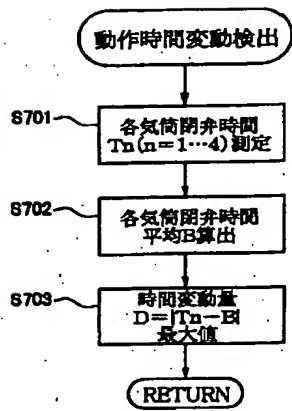 動作時間変動検出
S701
各気筒閉弁時間
Tn(n=1…4)測定
S702
各気筒閉弁時間
平均B算出
S703
時間変動量
D=|Tn-B|
最大値
RETURN